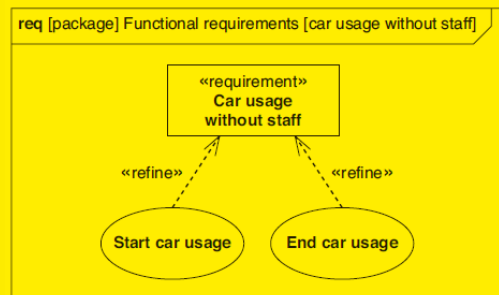 req [package] Functional requirements [car usage without staff]
«requirement»
Car usage
without staff
«refine» «refine»
Start car usage End car usage